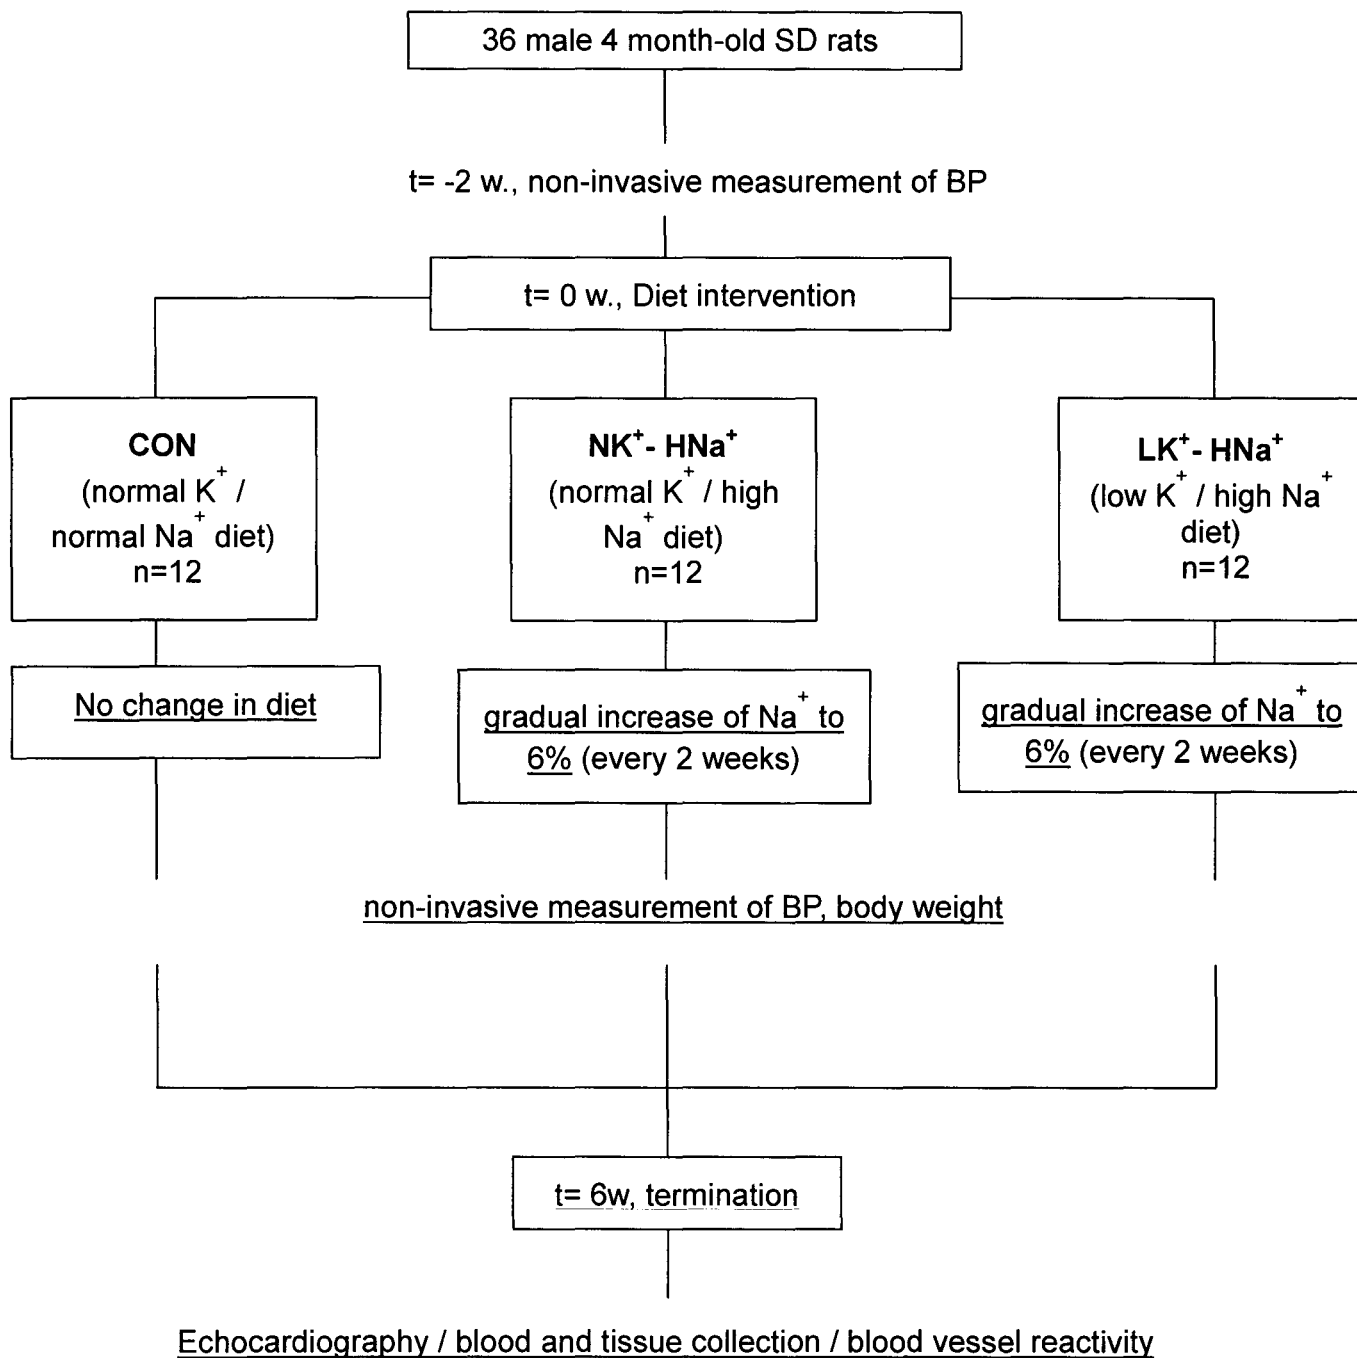 36 male 4 month-old SD rats
t= -2 w., non-invasive measurement of BP
t= 0 w., Diet intervention
CON
(normal K⁺ /
normal Na⁺ diet)
n=12
NK⁺- HNa⁺
(normal K⁺ / high
Na⁺ diet)
n=12
LK⁺- HNa⁺
(low K⁺ / high Na⁺
diet)
n=12
No change in diet
gradual increase of Na⁺ to
6% (every 2 weeks)
gradual increase of Na⁺ to
6% (every 2 weeks)
non-invasive measurement of BP, body weight
t= 6w, termination
Echocardiography / blood and tissue collection / blood vessel reactivity